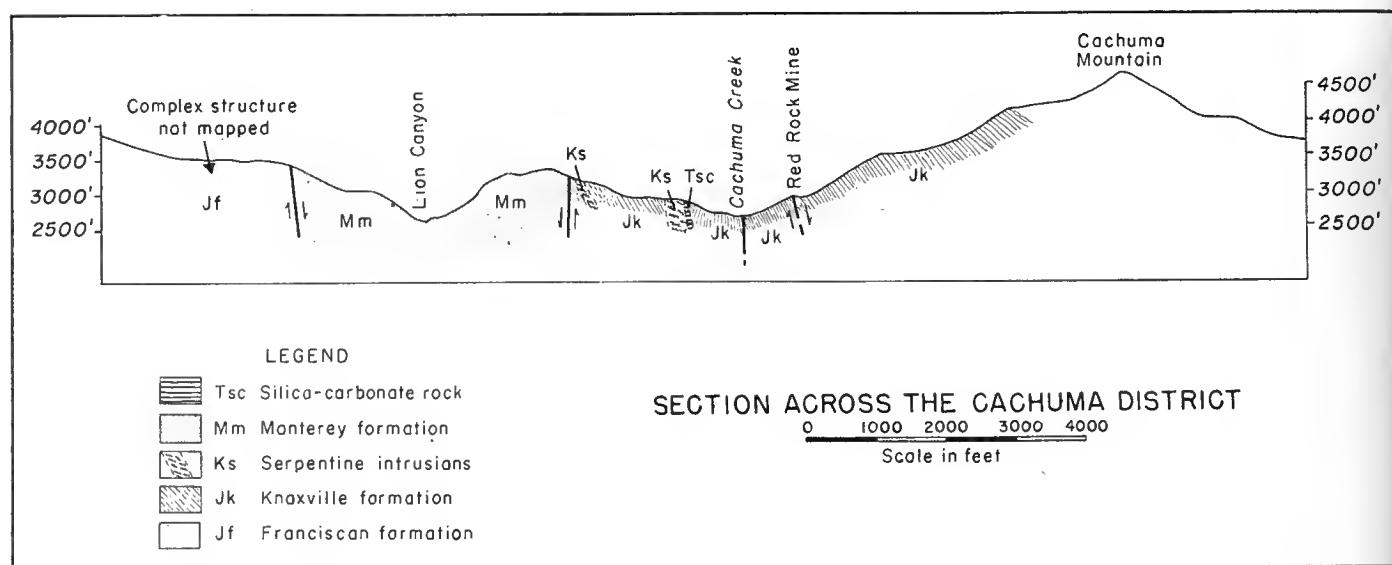 Cachuma
Mountain
Complex structure
not mapped
Lion Canyon
Cachuma Creek
Red Rock Mine
4000'
3500'
3000'
2500'
4500'
4000'
3500'
3000'
2500'
Jf
Mm
Mm
Ks
Jk
Ks
Tsc
Jk
Jk
Jk
LEGEND
Tsc Silica-carbonate rock
Mm Monterey formation
Ks Serpentine intrusions
Jk Knoxville formation
Jf Franciscan formation
SECTION ACROSS THE CACHUMA DISTRICT
0 1000 2000 3000 4000
Scale in feet